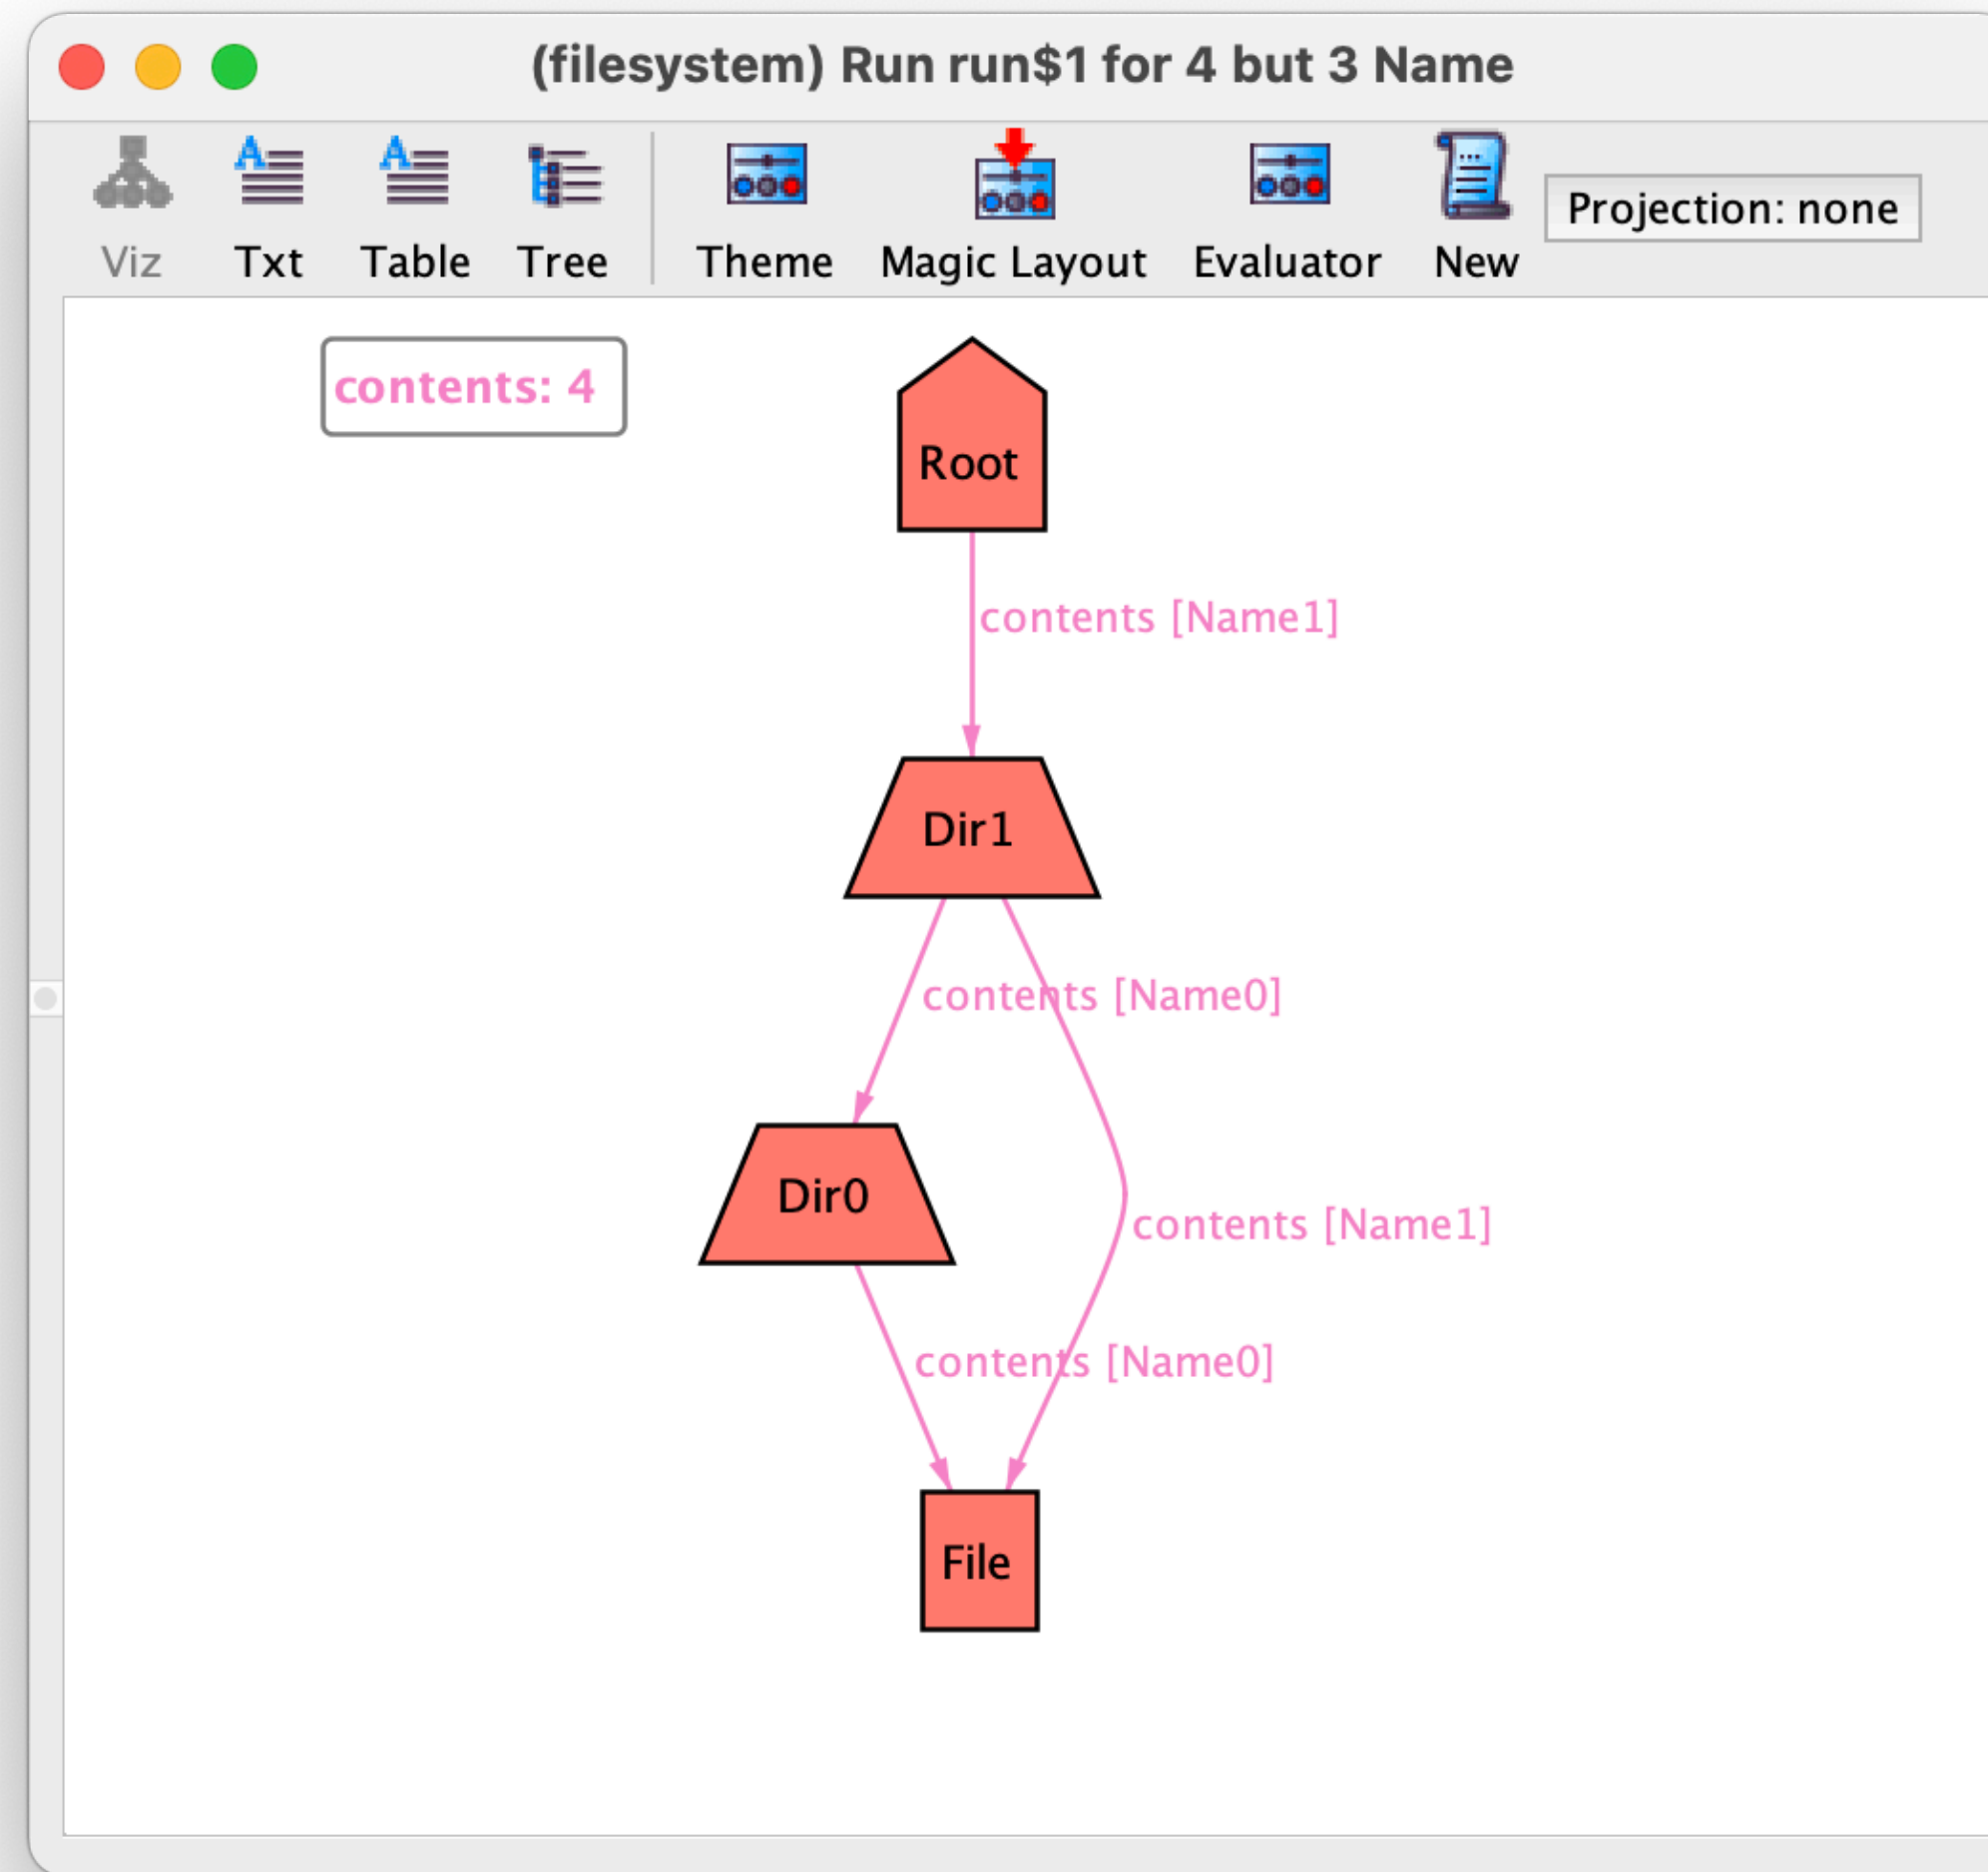 (filesystem) Run run$1 for 4 but 3 Name
Viz Txt Table Tree Theme Magic Layout Evaluator New Projection: none
contents: 4
Root
contents [Name1]
Dir1
contents [Name0]
Dir0
contents [Name1]
contents [Name0]
File